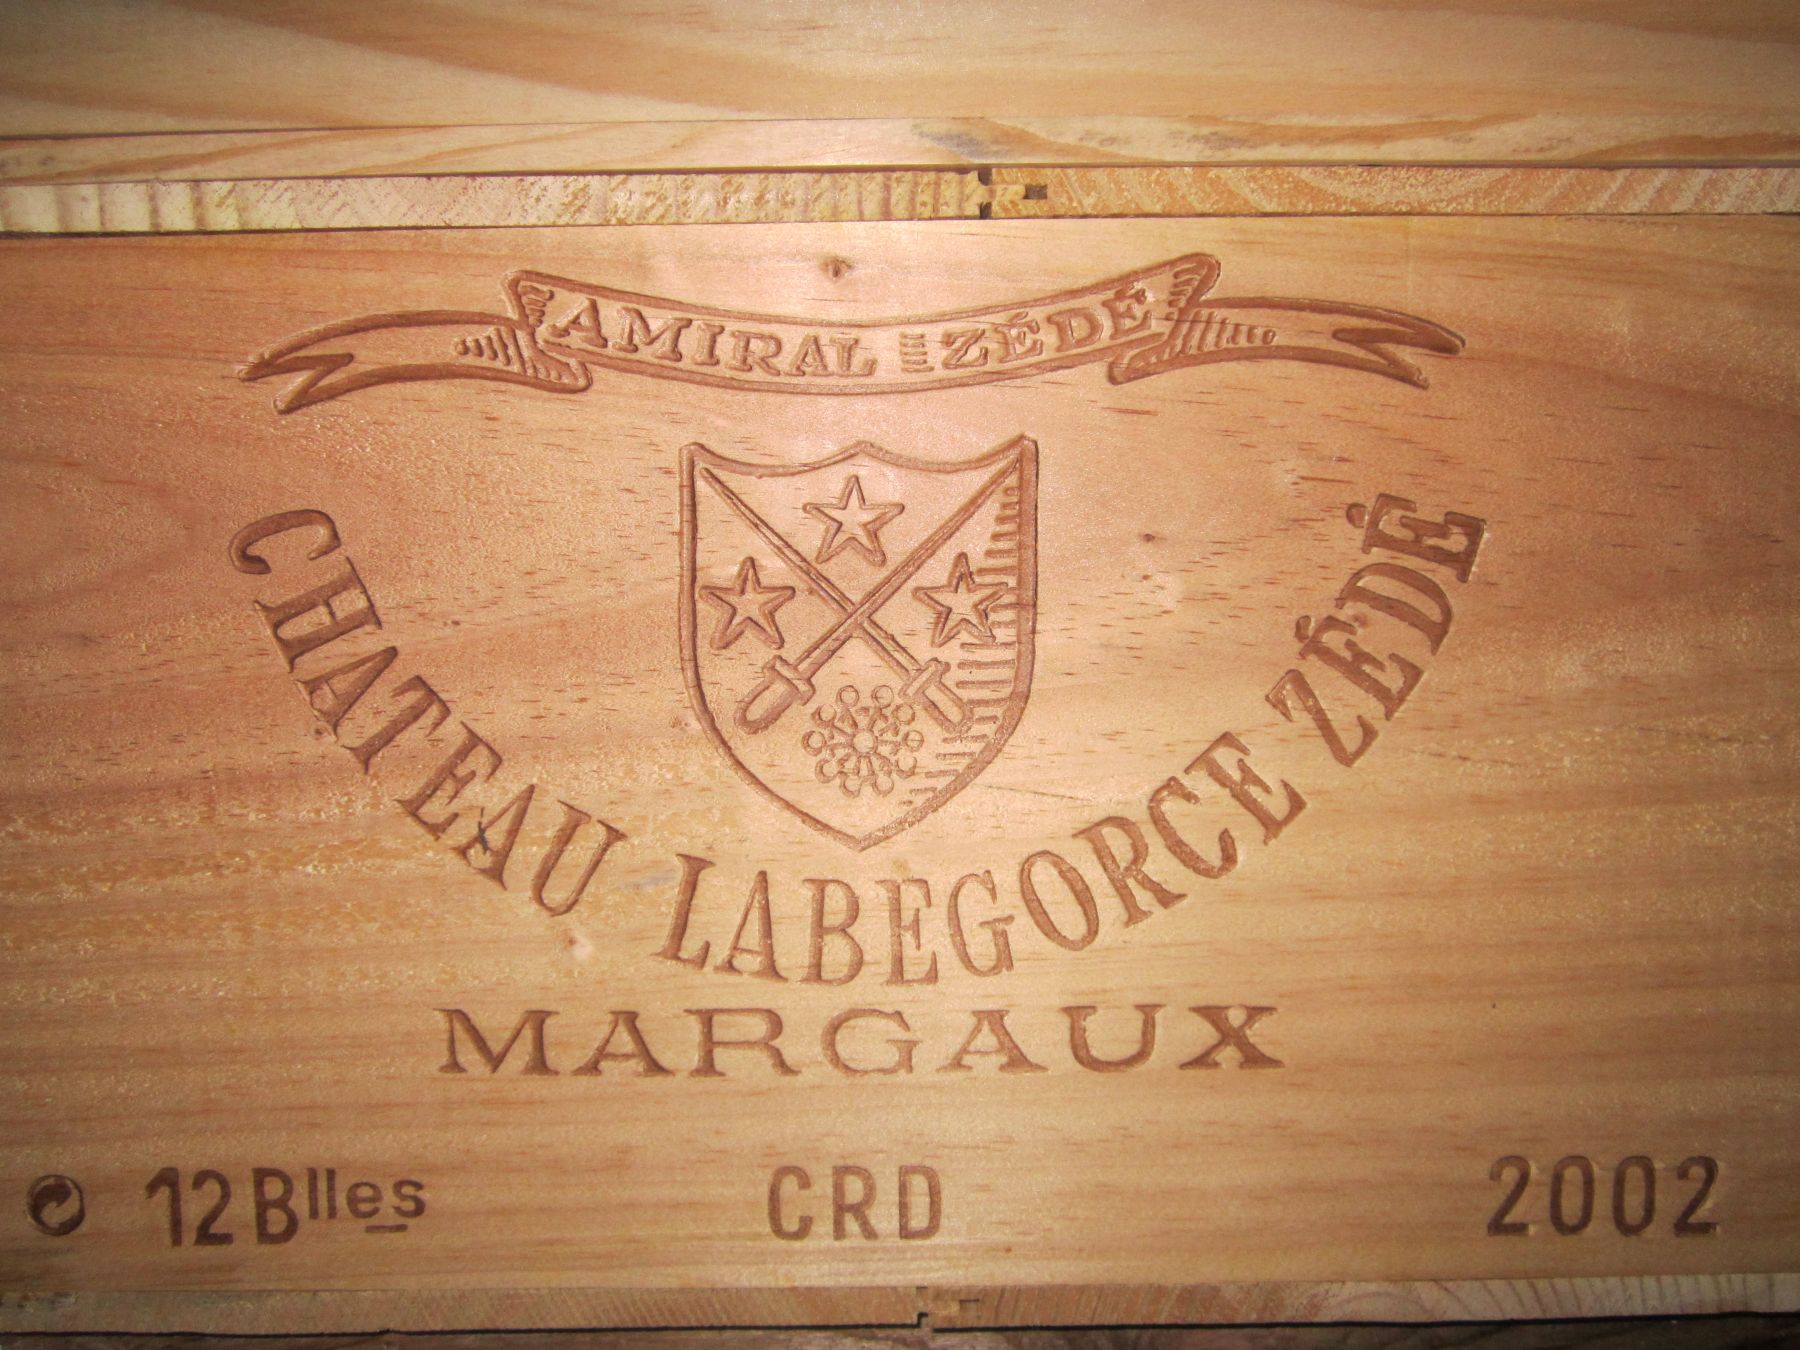 AMIRAL ZÉDÉ
CHATEAU LABEGORCE ZÉDÉ
MARGAUX
12 Blles CRD 2002